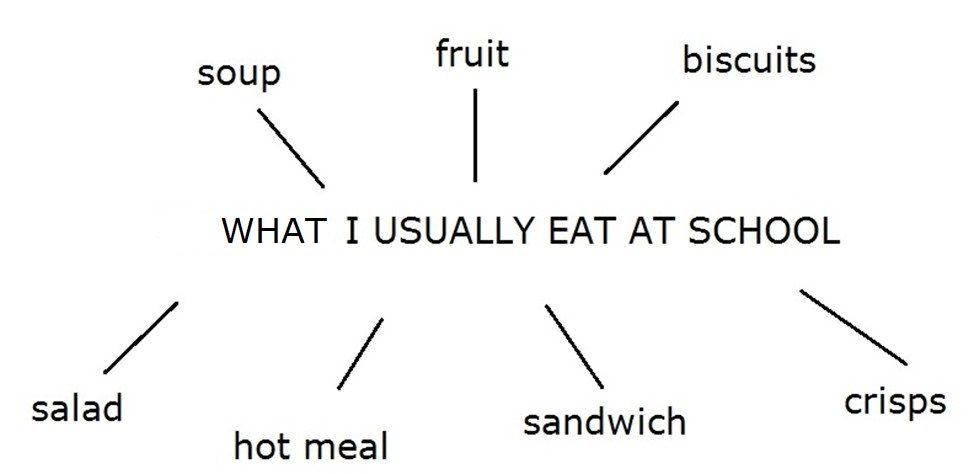 soup
fruit
biscuits
WHAT I USUALLY EAT AT SCHOOL
salad
hot meal
sandwich
crisps